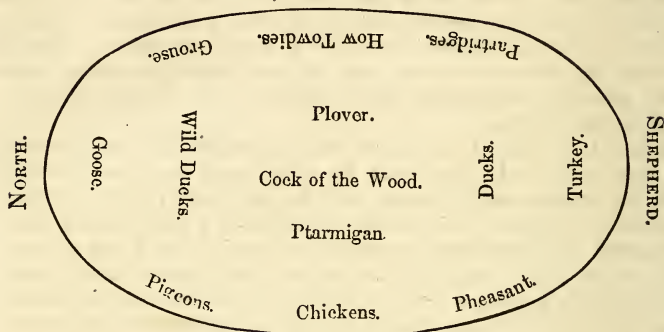 Grouse. How Towdies. Partridges.
Plover.
NORTH. Goose. Wild Ducks. Cock of the Wood. Ducks. Turkey. SHEPHERD.
Ptarmigan.
Pigeons. Chickens. Pheasant.